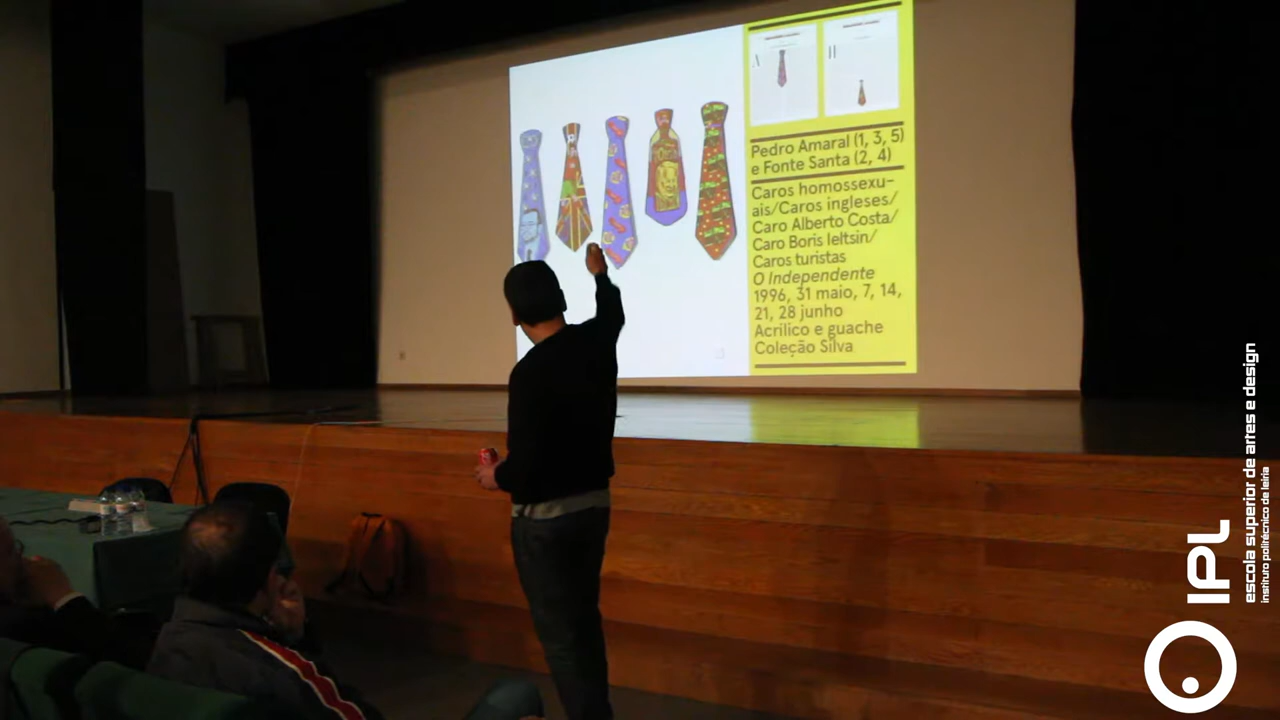 A
B
Pedro Amaral (1, 3, 5)
e Fonte Santa (2, 4)
Caros homossexu-
ais/Caros ingleses/
Caro Alberto Costa/
Caro Boris Ieltsin/
Caros turistas
O Independente
1996, 31 maio, 7, 14,
21, 28 junho
Acrilico e guache
Coleção Silva
IPL
escola superior de artes e design
instituto politécnico de leiria